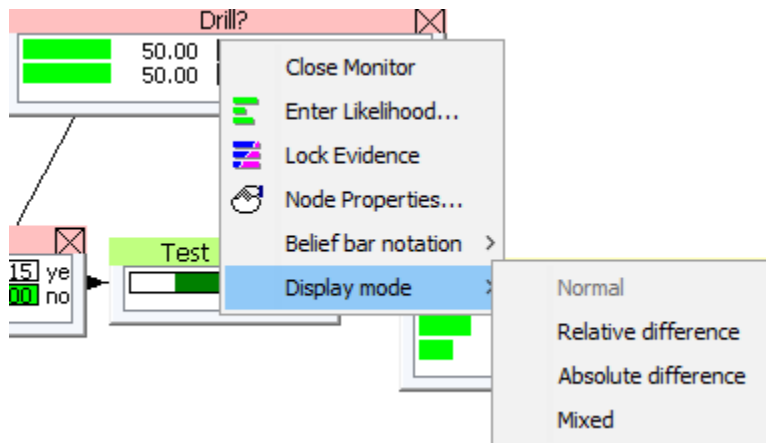 Drill?
50.00
50.00
Close Monitor
Enter Likelihood...
Lock Evidence
Node Properties...
Belief bar notation
Display mode
Normal
Relative difference
Absolute difference
Mixed
Test
15 ye
00 no